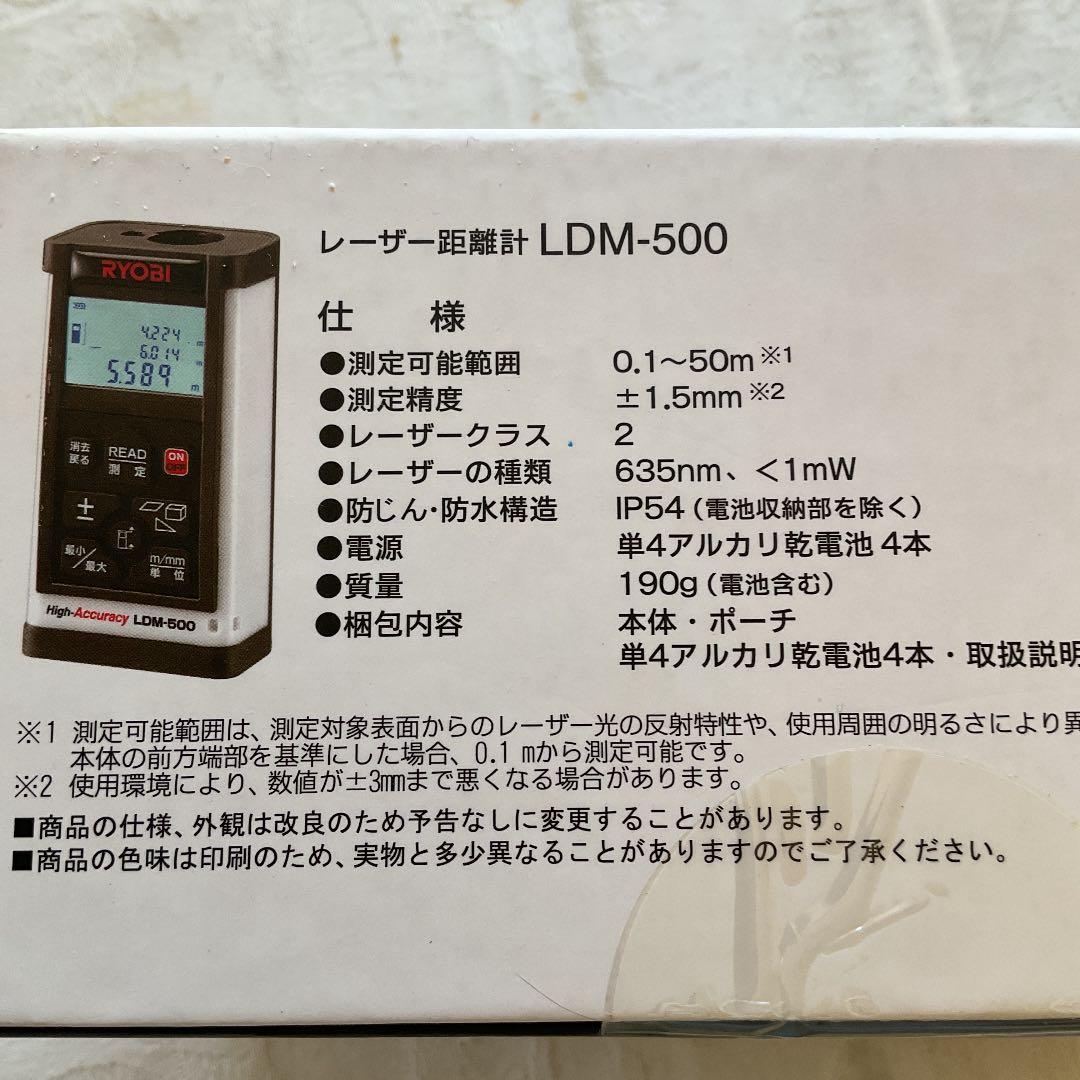 レーザー距離計 LDM-500
RYOBI
4.224 m
6.014 m
5.589 m
消去
戻る
READ
測定
ON
OFF
±
最小/最大
m/mm
単位
High-Accuracy LDM-500
仕 様
●測定可能範囲 0.1～50m※1
●測定精度 ±1.5mm※2
●レーザークラス 2
●レーザーの種類 635nm、＜1mW
●防じん・防水構造 IP54（電池収納部を除く）
●電源 単4アルカリ乾電池 4本
●質量 190g（電池含む）
●梱包内容 本体・ポーチ
単4アルカリ乾電池4本・取扱説明
※1 測定可能範囲は、測定対象表面からのレーザー光の反射特性や、使用周囲の明るさにより異
本体の前方端部を基準にした場合、0.1 mから測定可能です。
※2 使用環境により、数値が±3mmまで悪くなる場合があります。
■商品の仕様、外観は改良のため予告なしに変更することがあります。
■商品の色味は印刷のため、実物と多少異なることがありますのでご了承ください。